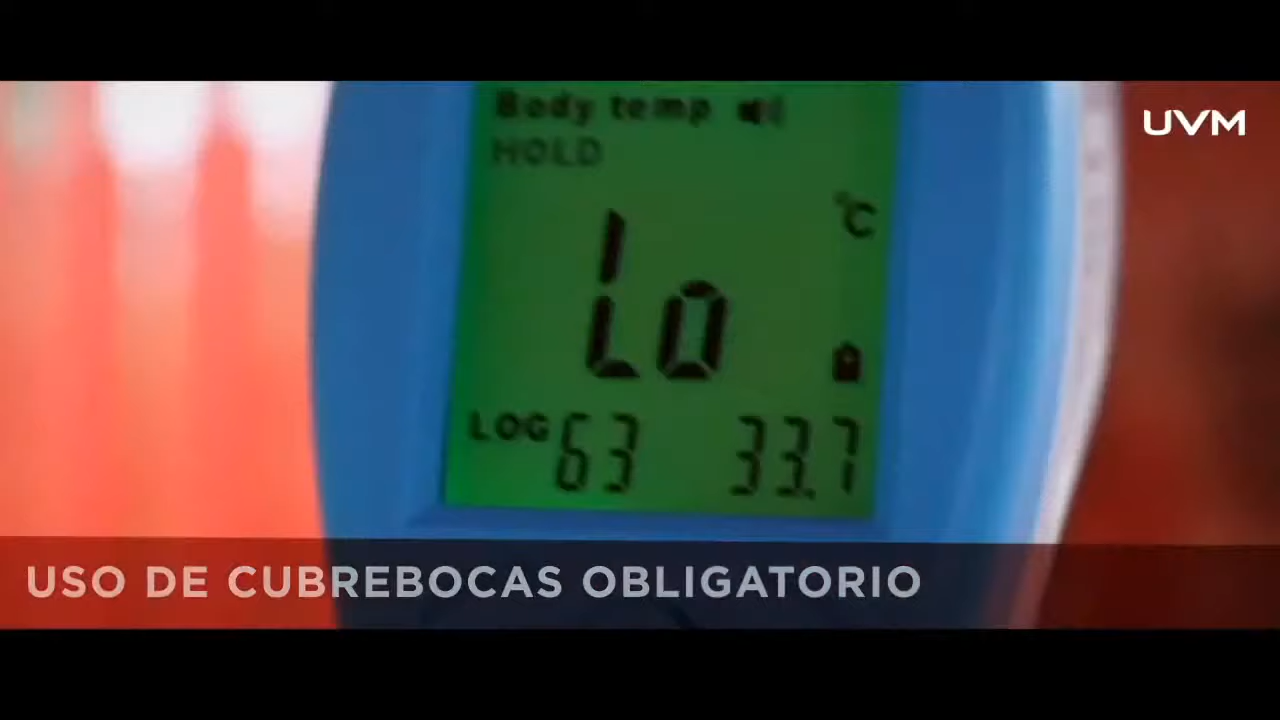 Body temp
UVM
HOLD
°C
Lo
LOG 63 33.7
USO DE CUBREBOCAS OBLIGATORIO